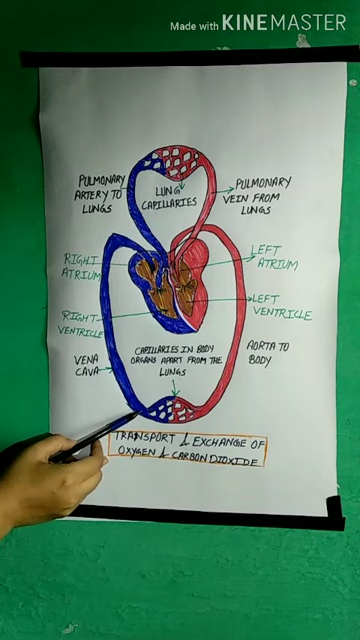 Made with KINEMASTER
PULMONARY
ARTERY TO
LUNGS
LUNG
CAPILLARIES
PULMONARY
VEIN FROM
LUNGS
RIGHT
ATRIUM
LEFT
ATRIUM
RIGHT
VENTRICLE
LEFT
VENTRICLE
VENA
CAVA
CAPILLARIES IN BODY
ORGANS APART FROM THE
LUNGS
AORTA TO
BODY
TRANSPORT & EXCHANGE OF
OXYGEN & CARBONDIOXIDE